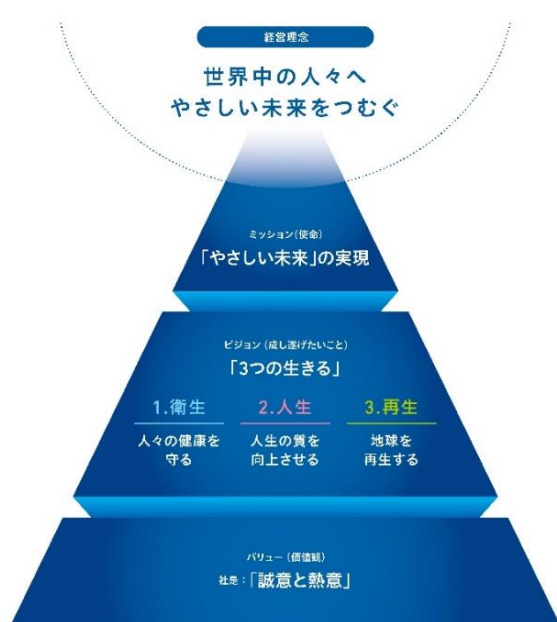 経営理念
世界中の人々へ
やさしい未来をつむぐ
ミッション(使命)
「やさしい未来」の実現
ビジョン(成し遂げたいこと)
「3つの生きる」
1.衛生 2.人生 3.再生
人々の健康を 人生の質を 地球を
守る 向上させる 再生する
バリュー(価値観)
社是:「誠意と熱意」